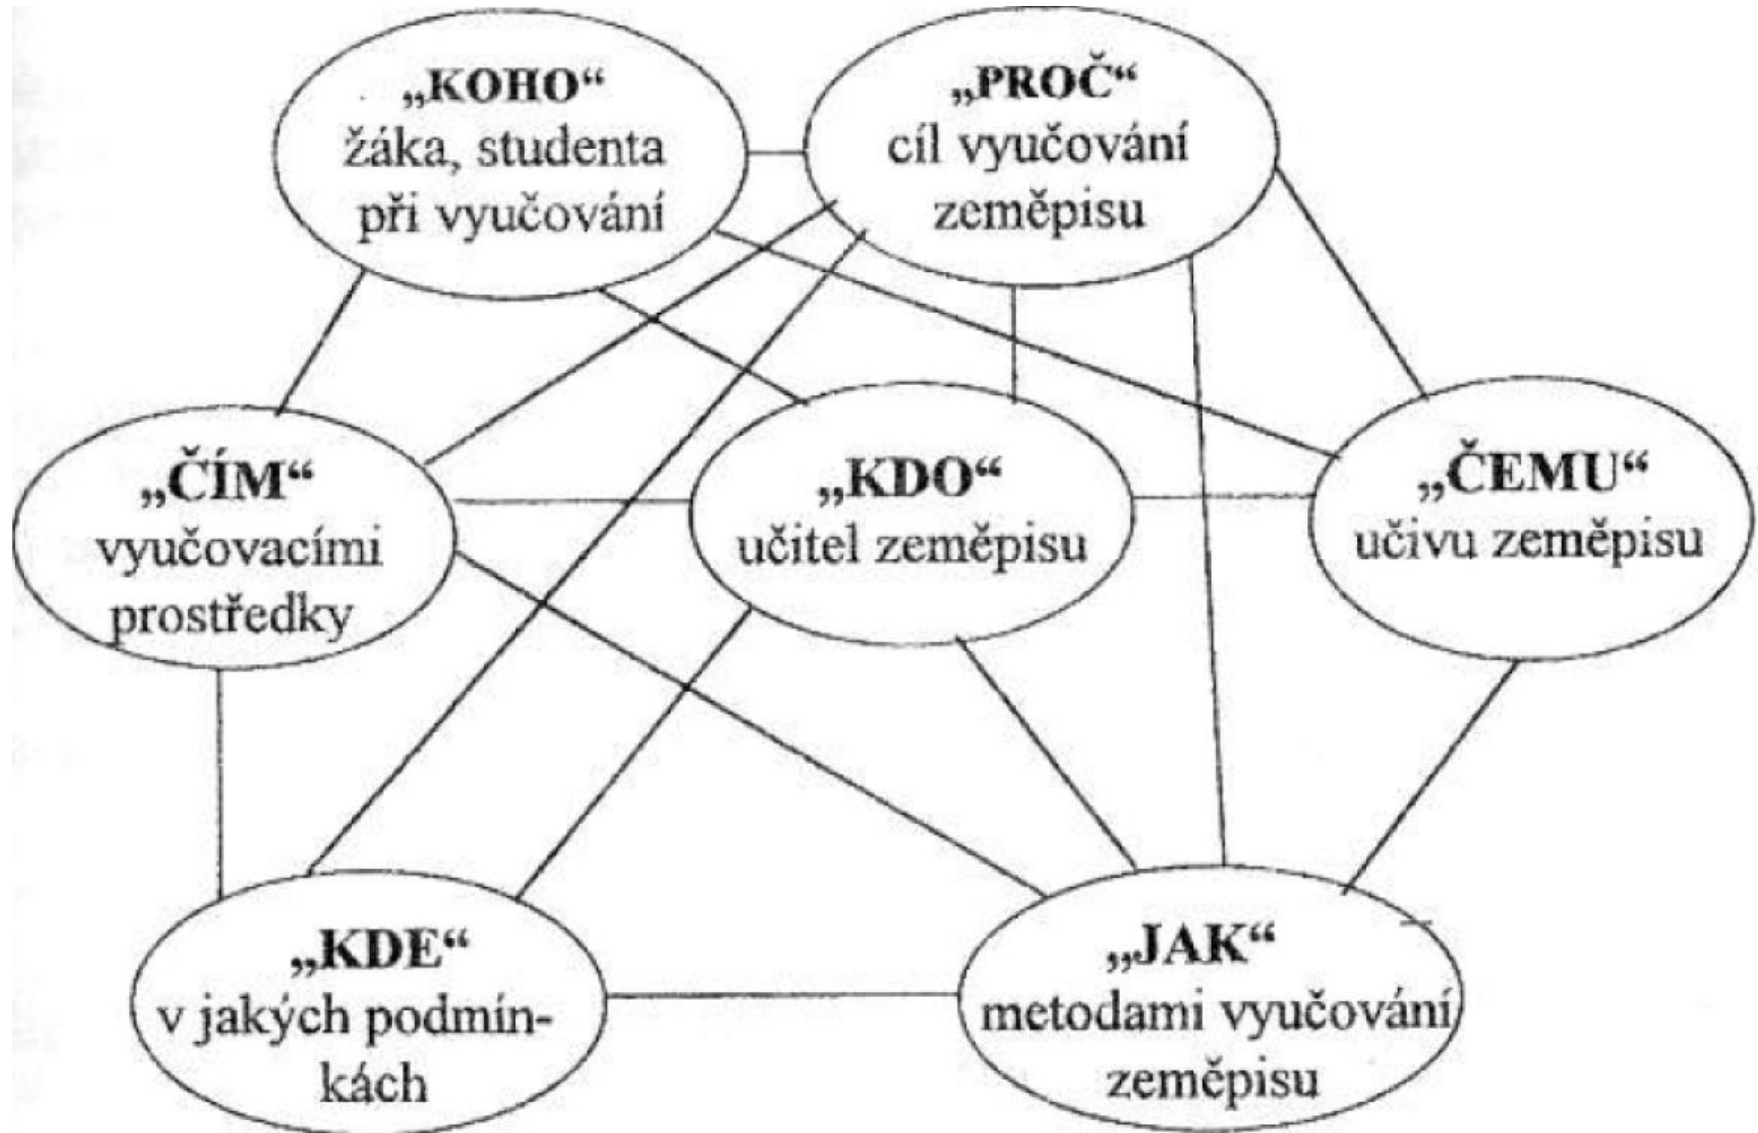 „KOHO“
žáka, studenta
při vyučování
„PROČ“
cíl vyučování
zeměpisu
„ČÍM“
vyučovacími
prostředky
„KDO“
učitel zeměpisu
„ČEMU“
učivu zeměpisu
„KDE“
v jakých podmín-
kách
„JAK“
metodami vyučování
zeměpisu